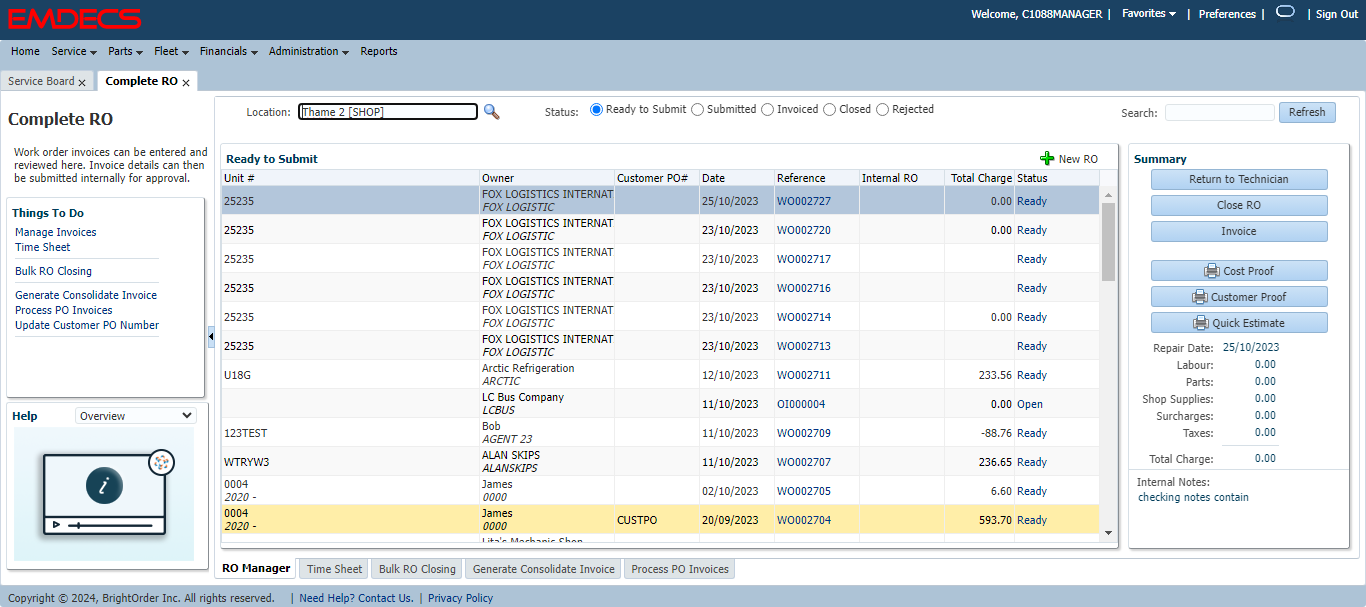 EMDECS
Welcome, C1088MANAGER | Favorites | Preferences | | Sign Out
Home Service Parts Fleet Financials Administration Reports
Service Board x Complete RO x
Complete RO
Work order invoices can be entered and
reviewed here. Invoice details can then
be submitted internally for approval.
Things To Do
Manage Invoices
Time Sheet
Bulk RO Closing
Generate Consolidate Invoice
Process PO Invoices
Update Customer PO Number
Help Overview
i
Location: Thame 2 [SHOP] Status: Ready to Submit Submitted Invoiced Closed Rejected Search: Refresh
Ready to Submit New RO
Unit # Owner Customer PO# Date Reference Internal RO Total Charge Status
25235 FOX LOGISTICS INTERNAT 25/10/2023 WO002727 0.00 Ready
FOX LOGISTIC
25235 FOX LOGISTICS INTERNAT 23/10/2023 WO002720 0.00 Ready
FOX LOGISTIC
25235 FOX LOGISTICS INTERNAT 23/10/2023 WO002717 Ready
FOX LOGISTIC
25235 FOX LOGISTICS INTERNAT 23/10/2023 WO002716 Ready
FOX LOGISTIC
25235 FOX LOGISTICS INTERNAT 23/10/2023 WO002714 0.00 Ready
FOX LOGISTIC
25235 FOX LOGISTICS INTERNAT 23/10/2023 WO002713 Ready
FOX LOGISTIC
U18G Arctic Refrigeration 12/10/2023 WO002711 233.56 Ready
ARCTIC
LC Bus Company 11/10/2023 OI000004 0.00 Open
LCBUS
123TEST Bob 11/10/2023 WO002709 -88.76 Ready
AGENT 23
WTRYW3 ALAN SKIPS 11/10/2023 WO002707 236.65 Ready
ALANSKIPS
0004 James 02/10/2023 WO002705 6.60 Ready
2020 - 0000
0004 James CUSTPO 20/09/2023 WO002704 593.70 Ready
2020 - 0000
Lita's Mechanic Shop
Summary
Return to Technician
Close RO
Invoice
Cost Proof
Customer Proof
Quick Estimate
Repair Date: 25/10/2023
Labour: 0.00
Parts: 0.00
Shop Supplies: 0.00
Surcharges: 0.00
Taxes: 0.00
Total Charge: 0.00
Internal Notes:
checking notes contain
RO Manager Time Sheet Bulk RO Closing Generate Consolidate Invoice Process PO Invoices
Copyright © 2024, BrightOrder Inc. All rights reserved. | Need Help? Contact Us. | Privacy Policy